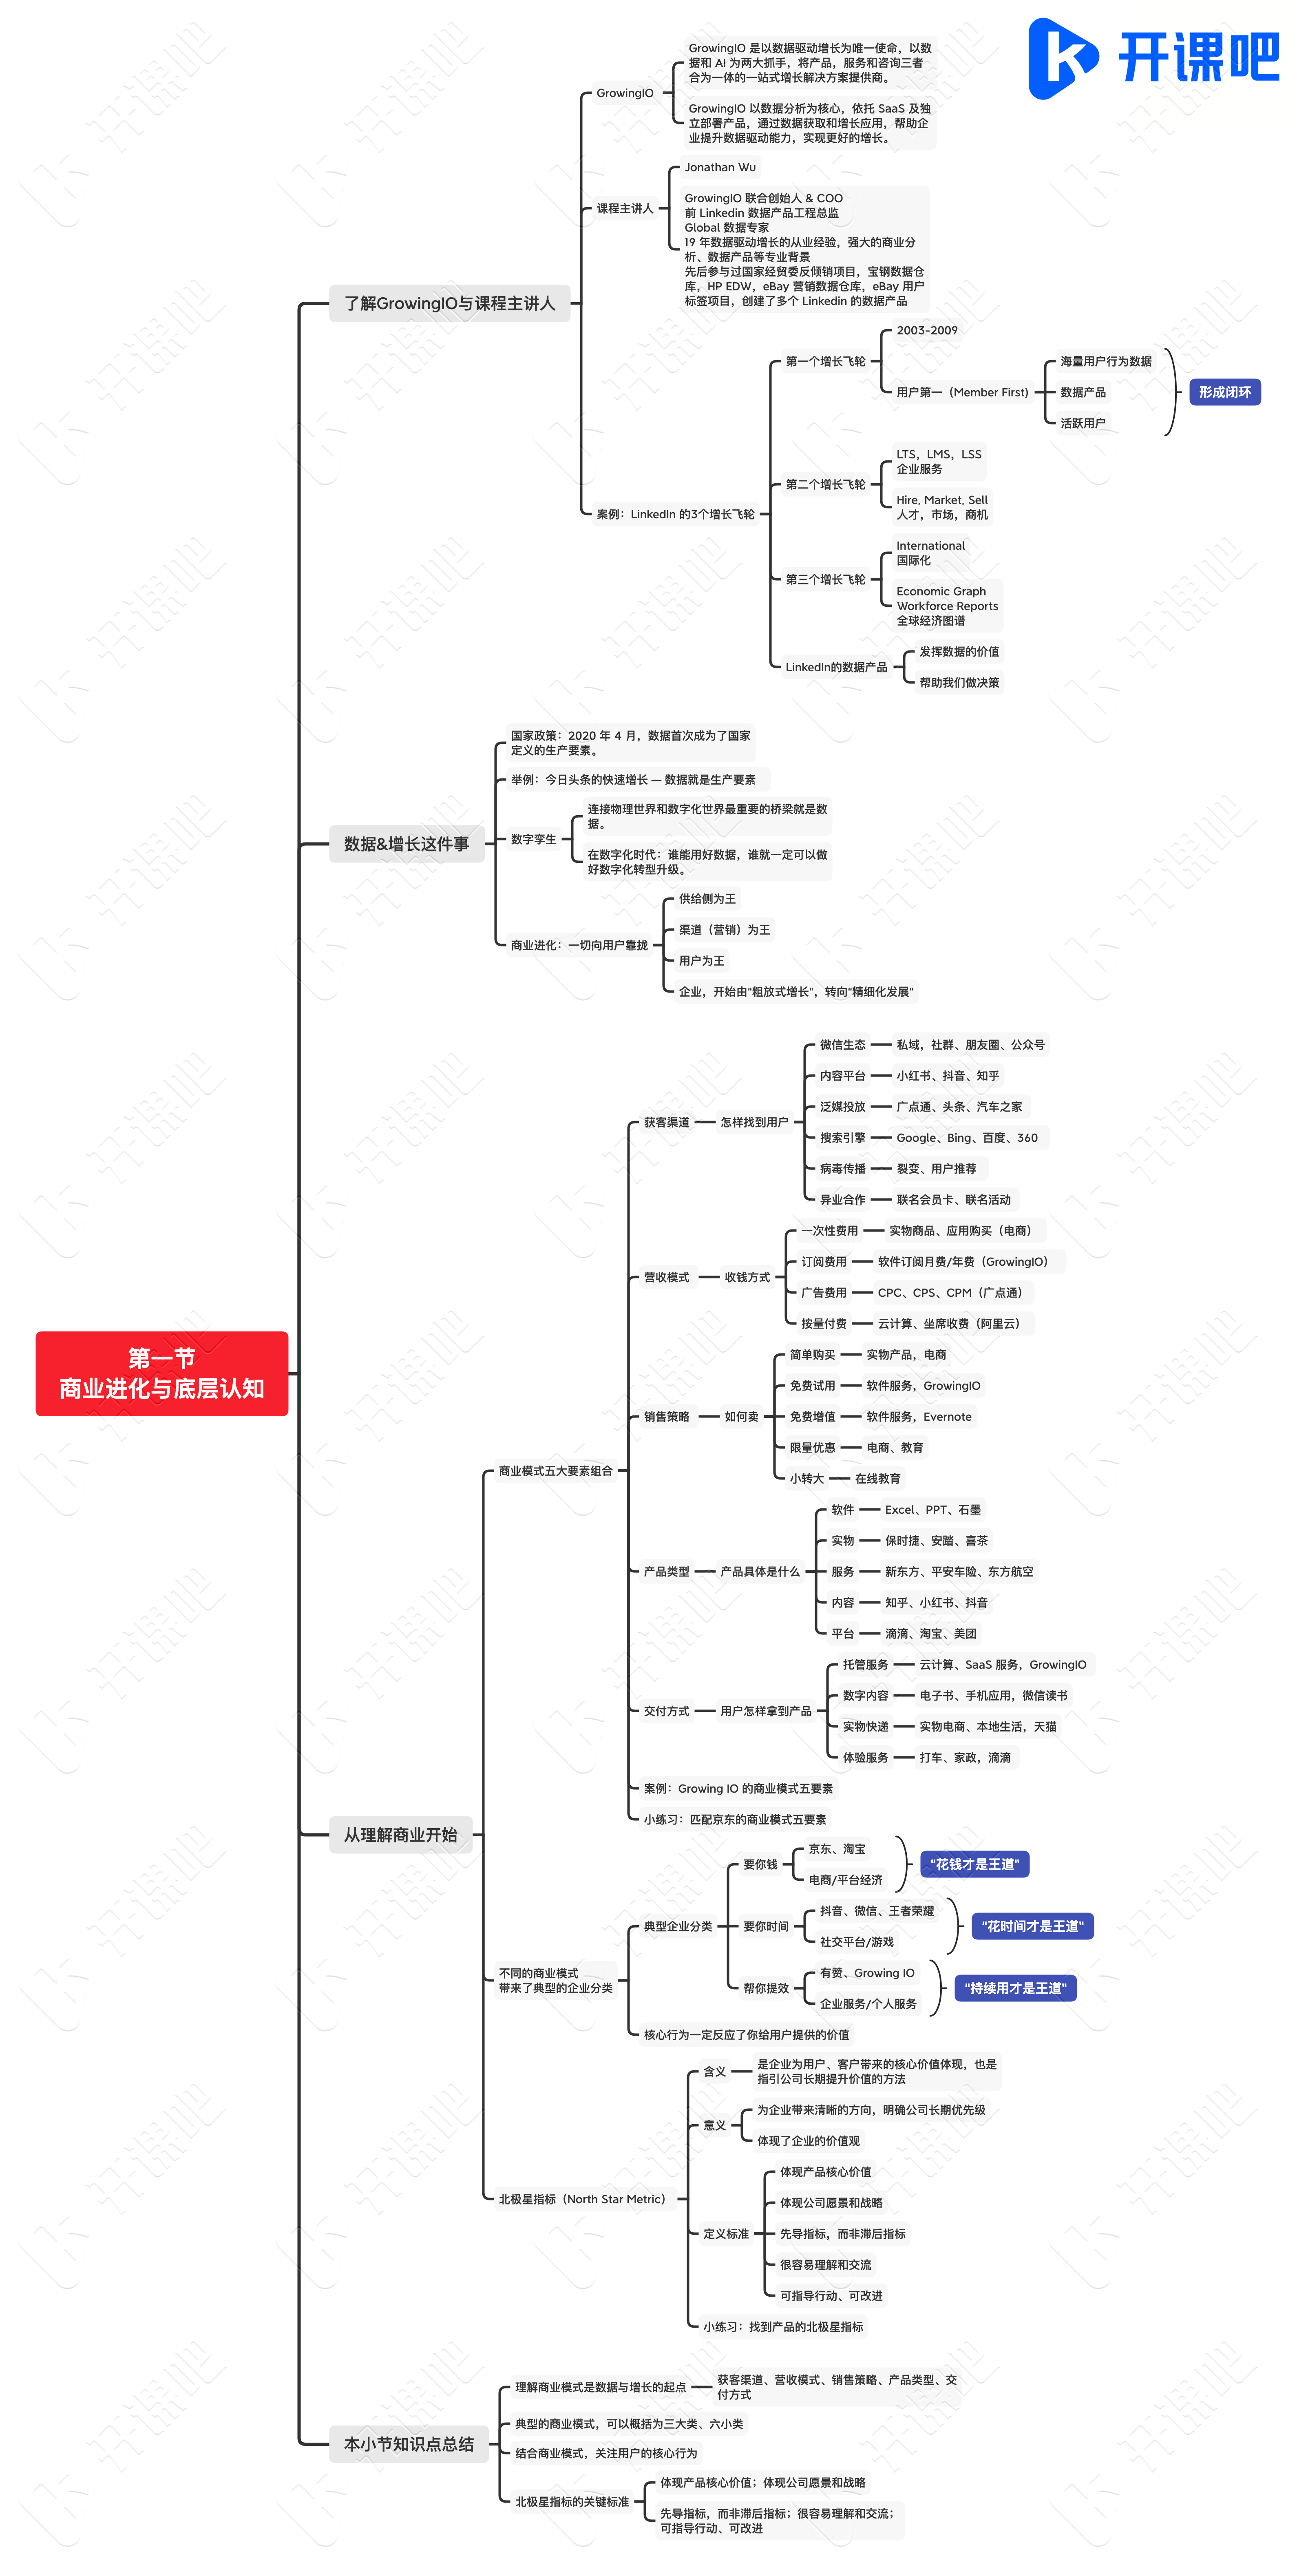 开课吧
第一节
商业进化与底层认知
了解GrowingIO与课程主讲人
GrowingIO
GrowingIO 是以数据驱动增长为唯一使命，以数
据和 AI 为两大抓手，将产品，服务和咨询三者
合为一体的一站式增长解决方案提供商。
GrowingIO 以数据分析为核心，依托 SaaS 及独
立部署产品，通过数据获取和增长应用，帮助企
业提升数据驱动能力，实现更好的增长。
课程主讲人
Jonathan Wu
GrowingIO 联合创始人 & COO
前 Linkedin 数据产品工程总监
Global 数据专家
19 年数据驱动增长的从业经验，强大的商业分
析、数据产品等专业背景
先后参与过国家经贸委反倾销项目，宝钢数据仓
库，HP EDW，eBay 营销数据仓库，eBay 用户
标签项目，创建了多个 Linkedin 的数据产品
案例：LinkedIn 的3个增长飞轮
第一个增长飞轮
2003-2009
用户第一（Member First)
海量用户行为数据
数据产品
活跃用户
形成闭环
第二个增长飞轮
LTS，LMS，LSS
企业服务
Hire, Market, Sell
人才，市场，商机
第三个增长飞轮
International
国际化
Economic Graph
Workforce Reports
全球经济图谱
LinkedIn的数据产品
发挥数据的价值
帮助我们做决策
数据&增长这件事
国家政策：2020 年 4 月，数据首次成为了国家
定义的生产要素。
举例：今日头条的快速增长 — 数据就是生产要素
数字孪生
连接物理世界和数字化世界最重要的桥梁就是数
据。
在数字化时代：谁能用好数据，谁就一定可以做
好数字化转型升级。
商业进化：一切向用户靠拢
供给侧为王
渠道（营销）为王
用户为王
企业，开始由"粗放式增长"，转向"精细化发展"
从理解商业开始
商业模式五大要素组合
获客渠道
怎样找到用户
微信生态
私域，社群、朋友圈、公众号
内容平台
小红书、抖音、知乎
泛媒投放
广点通、头条、汽车之家
搜索引擎
Google、Bing、百度、360
病毒传播
裂变、用户推荐
异业合作
联名会员卡、联名活动
营收模式
收钱方式
一次性费用
实物商品、应用购买（电商）
订阅费用
软件订阅月费/年费（GrowingIO）
广告费用
CPC、CPS、CPM（广点通）
按量付费
云计算、坐席收费（阿里云）
销售策略
如何卖
简单购买
实物产品，电商
免费试用
软件服务，GrowingIO
免费增值
软件服务，Evernote
限量优惠
电商、教育
小转大
在线教育
产品类型
产品具体是什么
软件
Excel、PPT、石墨
实物
保时捷、安踏、喜茶
服务
新东方、平安车险、东方航空
内容
知乎、小红书、抖音
平台
滴滴、淘宝、美团
交付方式
用户怎样拿到产品
托管服务
云计算、SaaS 服务，GrowingIO
数字内容
电子书、手机应用，微信读书
实物快递
实物电商、本地生活，天猫
体验服务
打车、家政，滴滴
案例：Growing IO 的商业模式五要素
小练习：匹配京东的商业模式五要素
不同的商业模式
带来了典型的企业分类
典型企业分类
要你钱
京东、淘宝
电商/平台经济
"花钱才是王道"
要你时间
抖音、微信、王者荣耀
社交平台/游戏
"花时间才是王道"
帮你提效
有赞、Growing IO
企业服务/个人服务
"持续用才是王道"
核心行为一定反应了你给用户提供的价值
北极星指标（North Star Metric）
含义
是企业为用户、客户带来的核心价值体现，也是
指引公司长期提升价值的方法
意义
为企业带来清晰的方向，明确公司长期优先级
体现了企业的价值观
定义标准
体现产品核心价值
体现公司愿景和战略
先导指标，而非滞后指标
很容易理解和交流
可指导行动、可改进
小练习：找到产品的北极星指标
本小节知识点总结
理解商业模式是数据与增长的起点
获客渠道、营收模式、销售策略、产品类型、交
付方式
典型的商业模式，可以概括为三大类、六小类
结合商业模式，关注用户的核心行为
北极星指标的关键标准
体现产品核心价值；体现公司愿景和战略
先导指标，而非滞后指标；很容易理解和交流；
可指导行动、可改进